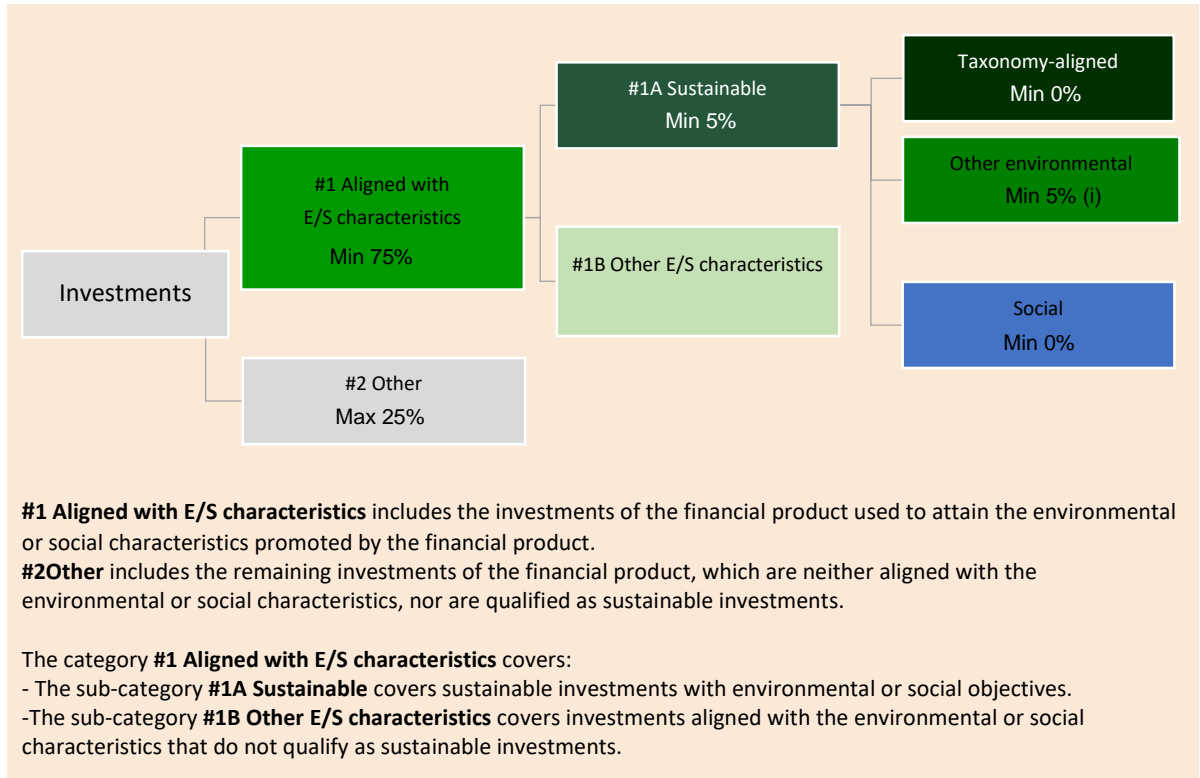 Investments
#1 Aligned with
E/S characteristics
Min 75%
#2 Other
Max 25%
#1A Sustainable
Min 5%
#1B Other E/S characteristics
Taxonomy-aligned
Min 0%
Other environmental
Min 5% (i)
Social
Min 0%
#1 Aligned with E/S characteristics includes the investments of the financial product used to attain the environmental
or social characteristics promoted by the financial product.
#2Other includes the remaining investments of the financial product, which are neither aligned with the
environmental or social characteristics, nor are qualified as sustainable investments.
The category #1 Aligned with E/S characteristics covers:
- The sub-category #1A Sustainable covers sustainable investments with environmental or social objectives.
-The sub-category #1B Other E/S characteristics covers investments aligned with the environmental or social
characteristics that do not qualify as sustainable investments.